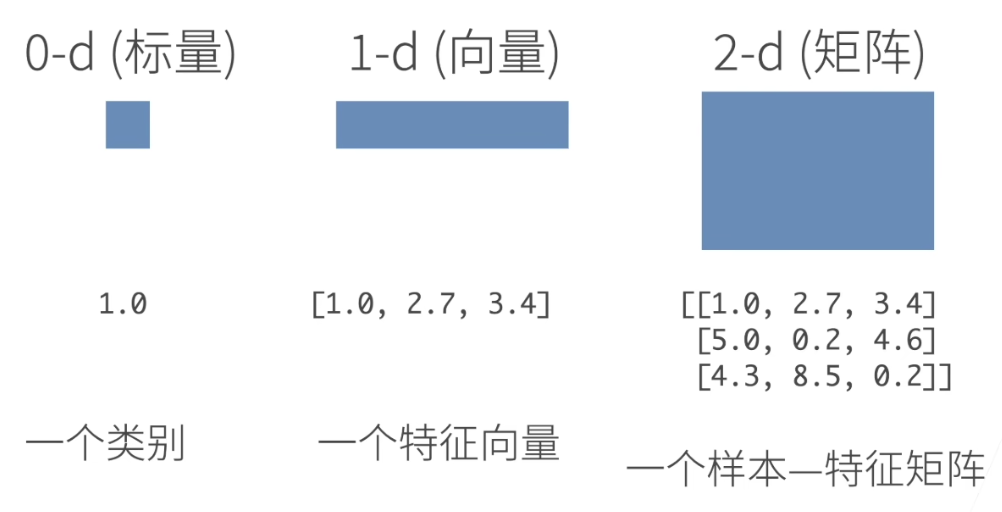 0-d (标量)
1-d (向量)
2-d (矩阵)
1.0
[1.0, 2.7, 3.4]
[[1.0, 2.7, 3.4]
[5.0, 0.2, 4.6]
[4.3, 8.5, 0.2]]
一个类别
一个特征向量
一个样本—特征矩阵